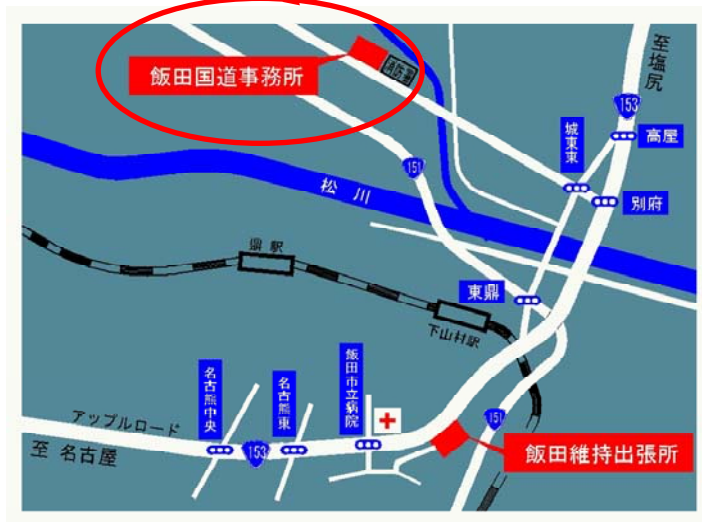 飯田国道事務所
消防署
至塩尻
153
高屋
城東東
別府
151
松川
鼎駅
東鼎
下山村駅
飯田市立病院
名古熊東
名古熊中央
アップルロード
至 名古屋
153
151
飯田維持出張所